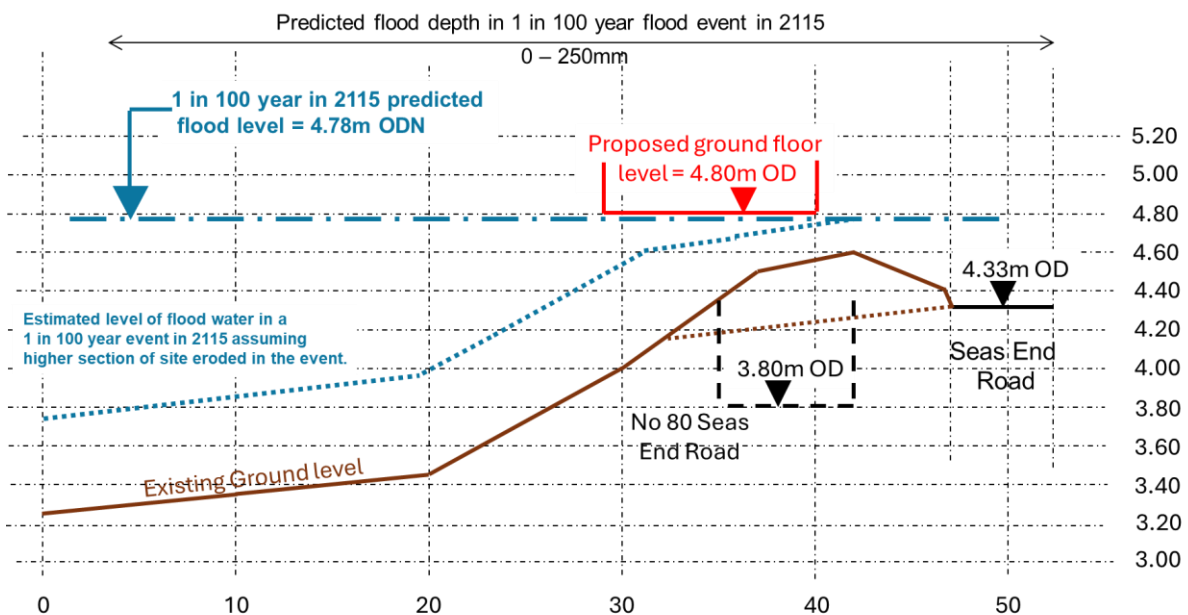 Predicted flood depth in 1 in 100 year flood event in 2115
0 – 250mm
1 in 100 year in 2115 predicted
flood level = 4.78m ODN
Proposed ground floor
level = 4.80m OD
5.20
5.00
4.80
4.60
4.40
4.20
4.00
3.80
3.60
3.40
3.20
3.00
4.33m OD
Seas End
Road
Estimated level of flood water in a
1 in 100 year event in 2115 assuming
higher section of site eroded in the event.
3.80m OD
No 80 Seas
End Road
Existing Ground level
0
10
20
30
40
50